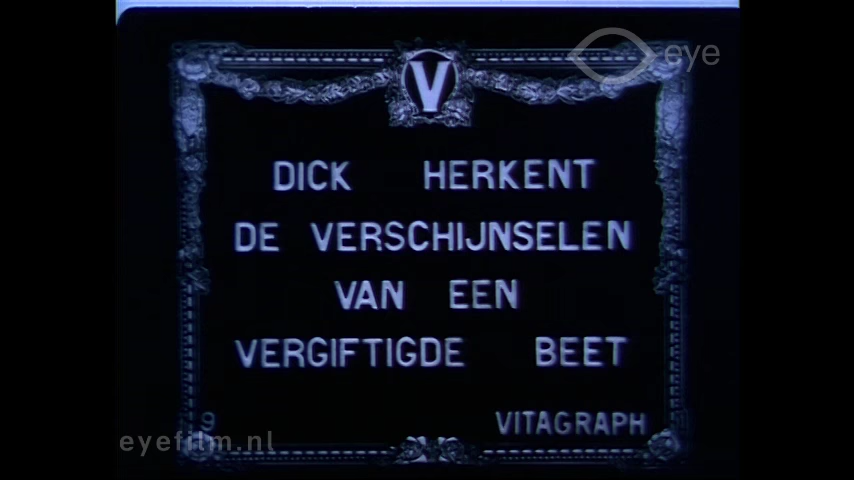 eye
V
DICK HERKENT
DE VERSCHIJNSELEN
VAN EEN
VERGIFTIGDE BEET
9
VITAGRAPH
eyefilm.nl